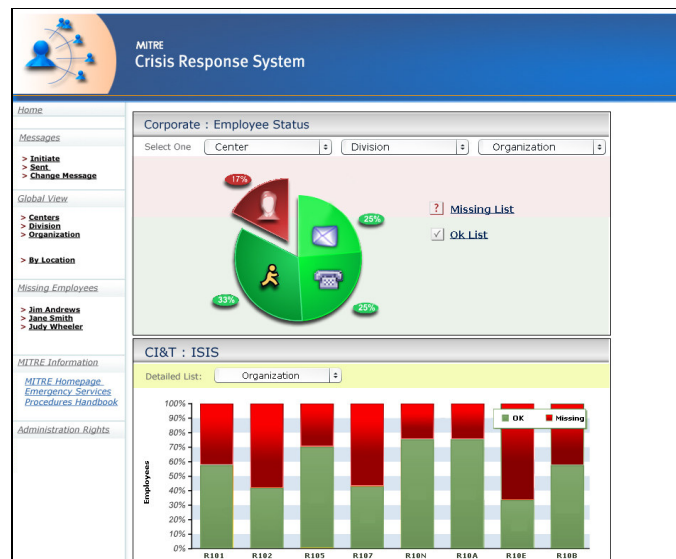 MITRE
Crisis Response System
Home
Messages
> Initiate
> Sent
> Change Message
Global View
> Centers
> Division
> Organization
> By Location
Missing Employees
> Jim Andrews
> Jane Smith
> Judy Wheeler
MITRE Information
MITRE Homepage
Emergency Services
Procedures Handbook
Administration Rights
Corporate : Employee Status
Select One Center Division Organization
17%
25%
33%
25%
? Missing List
Ok List
CI&T : ISIS
Detailed List: Organization
OK Missing
Employees
100%
90%
80%
70%
60%
50%
40%
30%
20%
10%
0%
R101 R102 R105 R107 R10N R10A R10E R10B